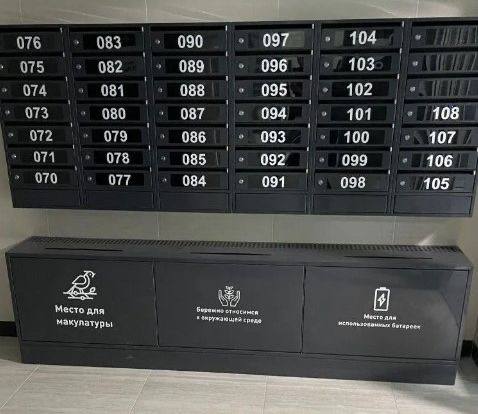 076 083 090 097 104
075 082 089 096 103
074 081 088 095 102
073 080 087 094 101 108
072 079 086 093 100 107
071 078 085 092 099 106
070 077 084 091 098 105
Место для
макулатуры
Бережно относимся
к окружающей среде
Место для
использованных батареек